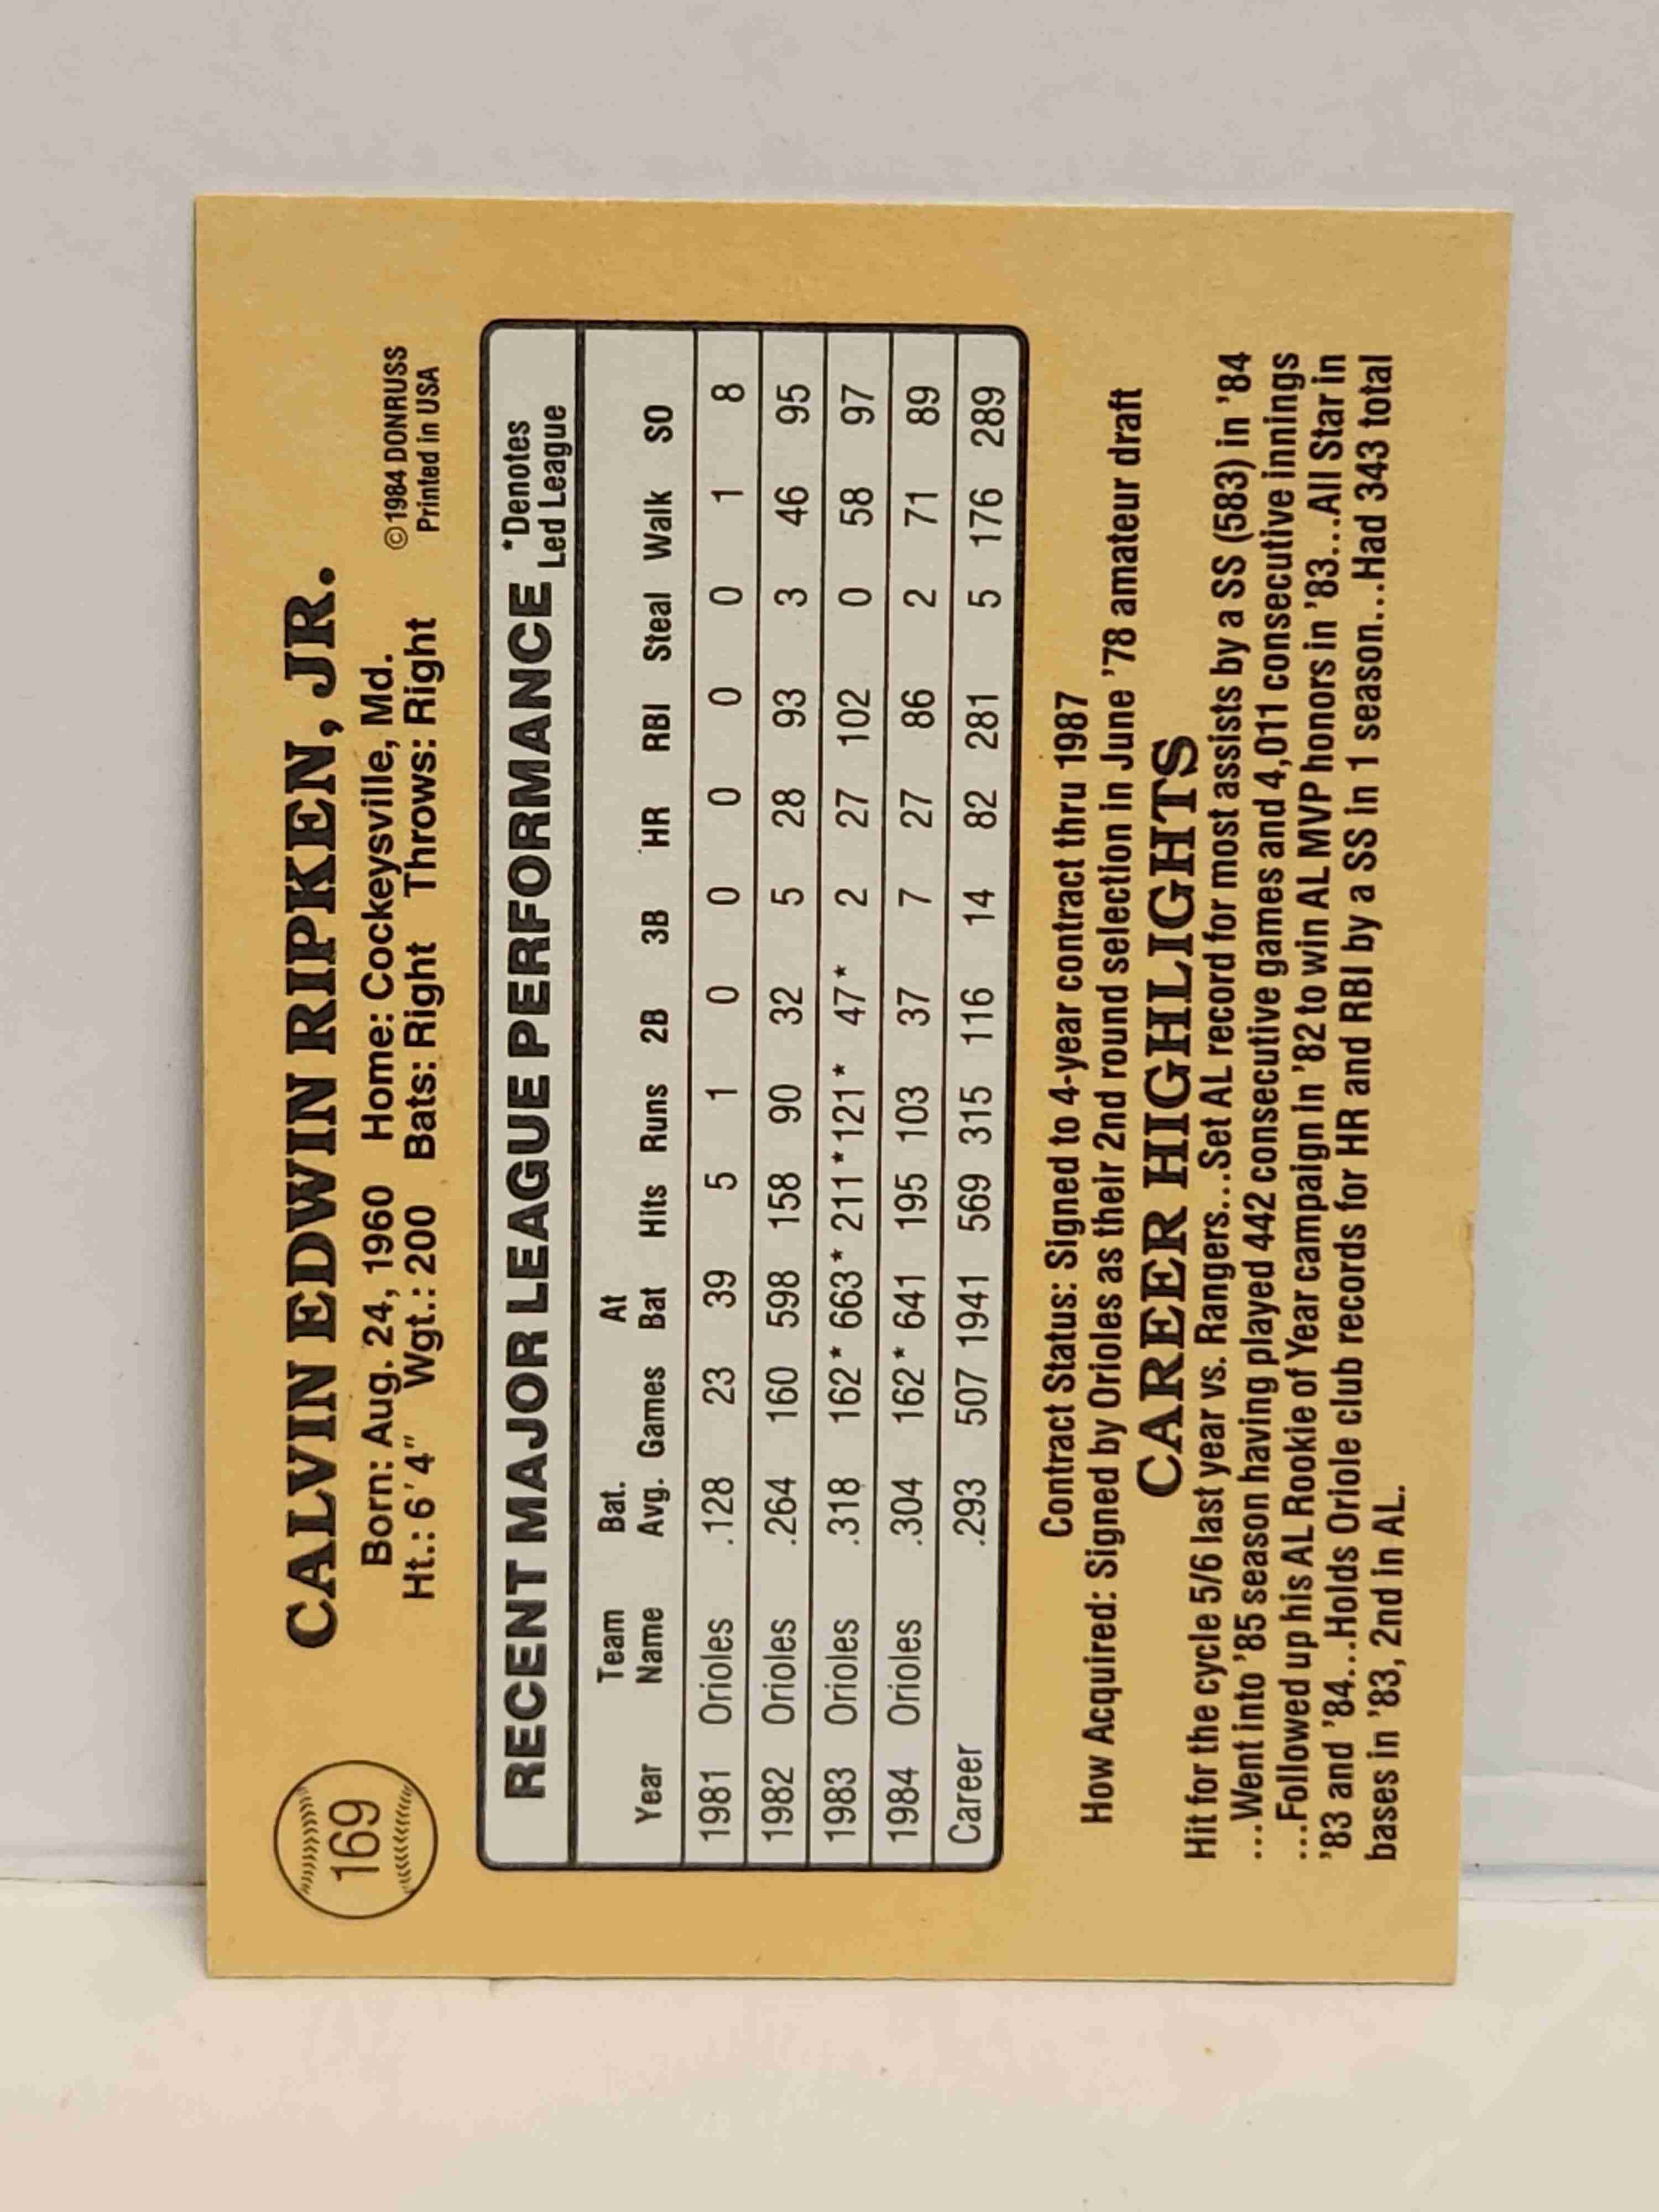 169
CALVIN EDWIN RIPKEN, JR.
Born: Aug. 24, 1960 Home: Cockeysville, Md. ©1984 DONRUSS
Ht.: 6'4" Wgt.: 200 Bats: Right Throws: Right Printed in USA
RECENT MAJOR LEAGUE PERFORMANCE *Denotes Led League
Year Team Name Bat. Avg. Games At Bat Hits Runs 2B 3B HR RBI Steal Walk SO
1981 Orioles .128 23 39 5 1 0 0 0 0 0 1 8
1982 Orioles .264 160 598 158 90 32 5 28 93 3 46 95
1983 Orioles .318 162* 663* 211* 121* 47* 2 27 102 0 58 97
1984 Orioles .304 162* 641 195 103 37 7 27 86 2 71 89
Career .293 507 1941 569 315 116 14 82 281 5 176 289
Contract Status: Signed to 4-year contract thru 1987
How Acquired: Signed by Orioles as their 2nd round selection in June '78 amateur draft
CAREER HIGHLIGHTS
Hit for the cycle 5/6 last year vs. Rangers...Set AL record for most assists by a SS (583) in '84
...Went into '85 season having played 442 consecutive games and 4,011 consecutive innings
...Followed up his AL Rookie of Year campaign in '82 to win AL MVP honors in '83...All Star in
'83 and '84...Holds Oriole club records for HR and RBI by a SS in 1 season...Had 343 total
bases in '83, 2nd in AL.